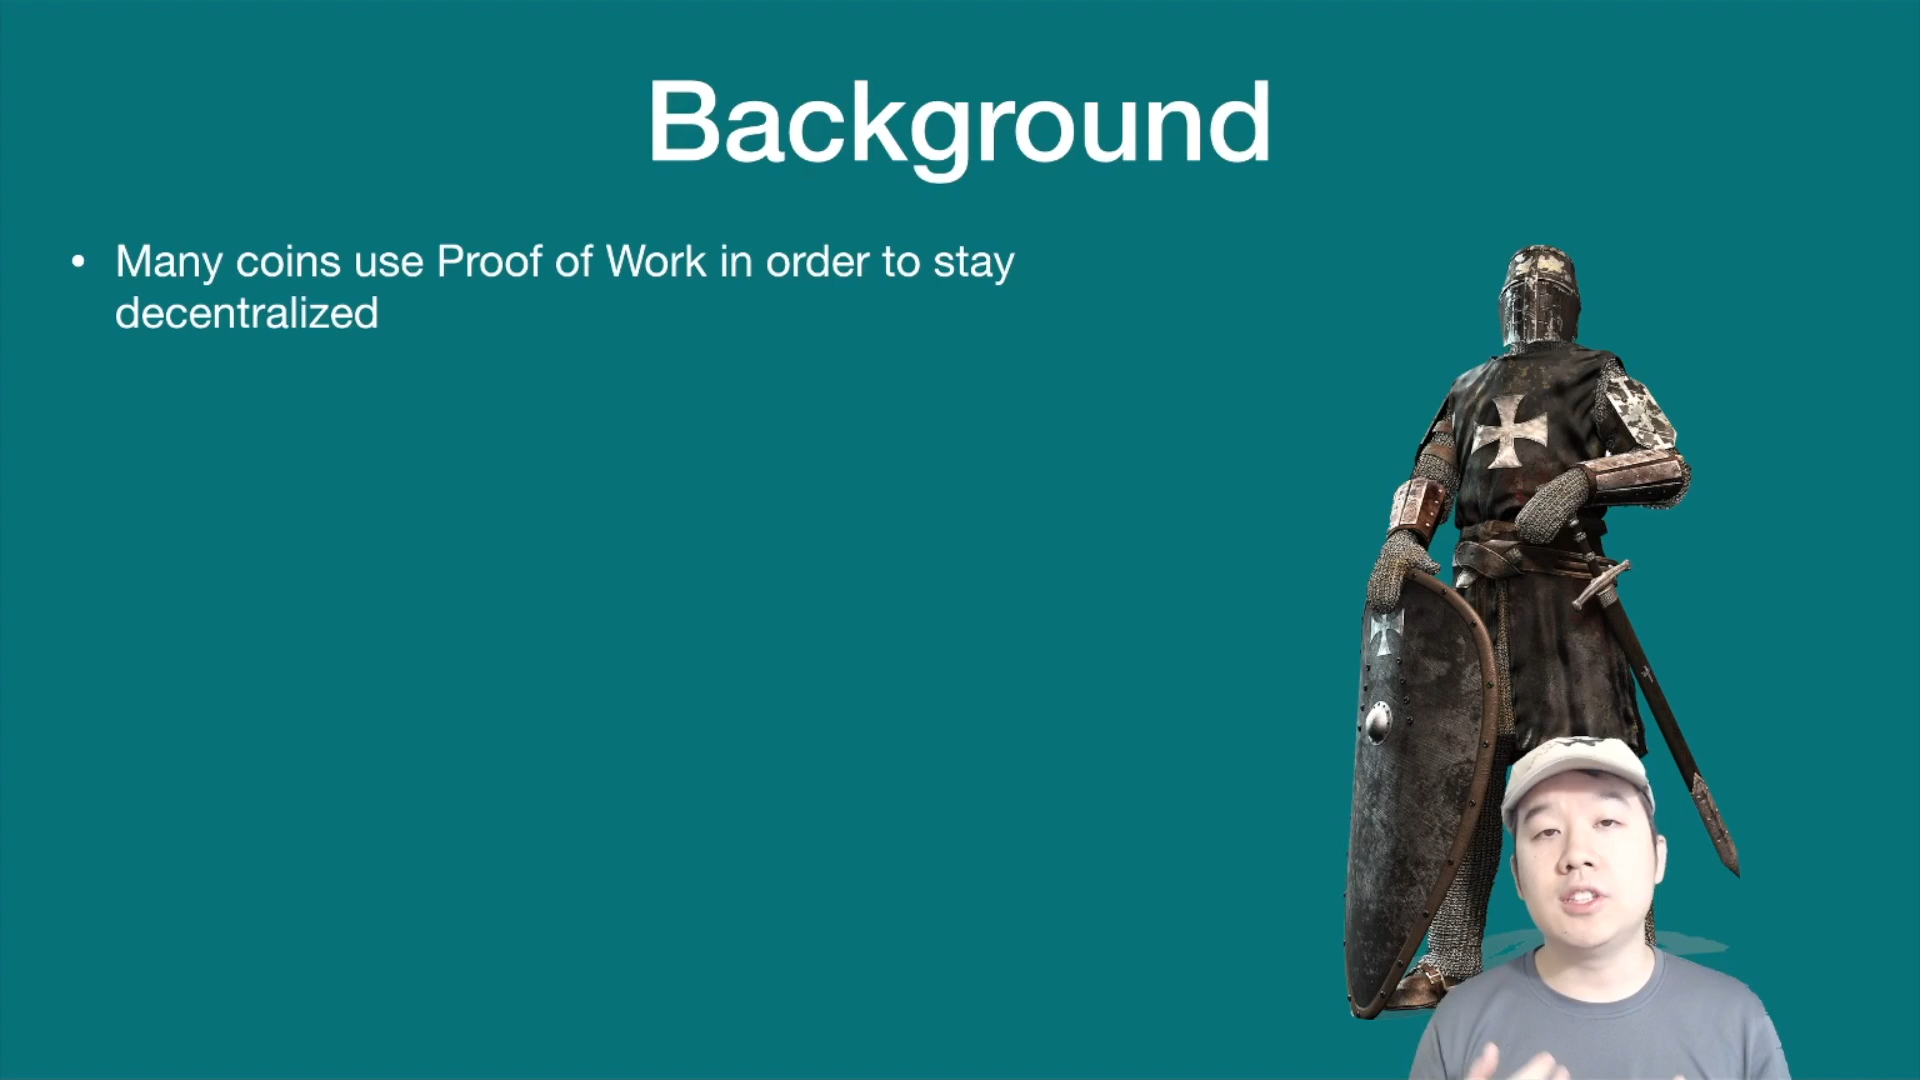 Background
• Many coins use Proof of Work in order to stay
decentralized